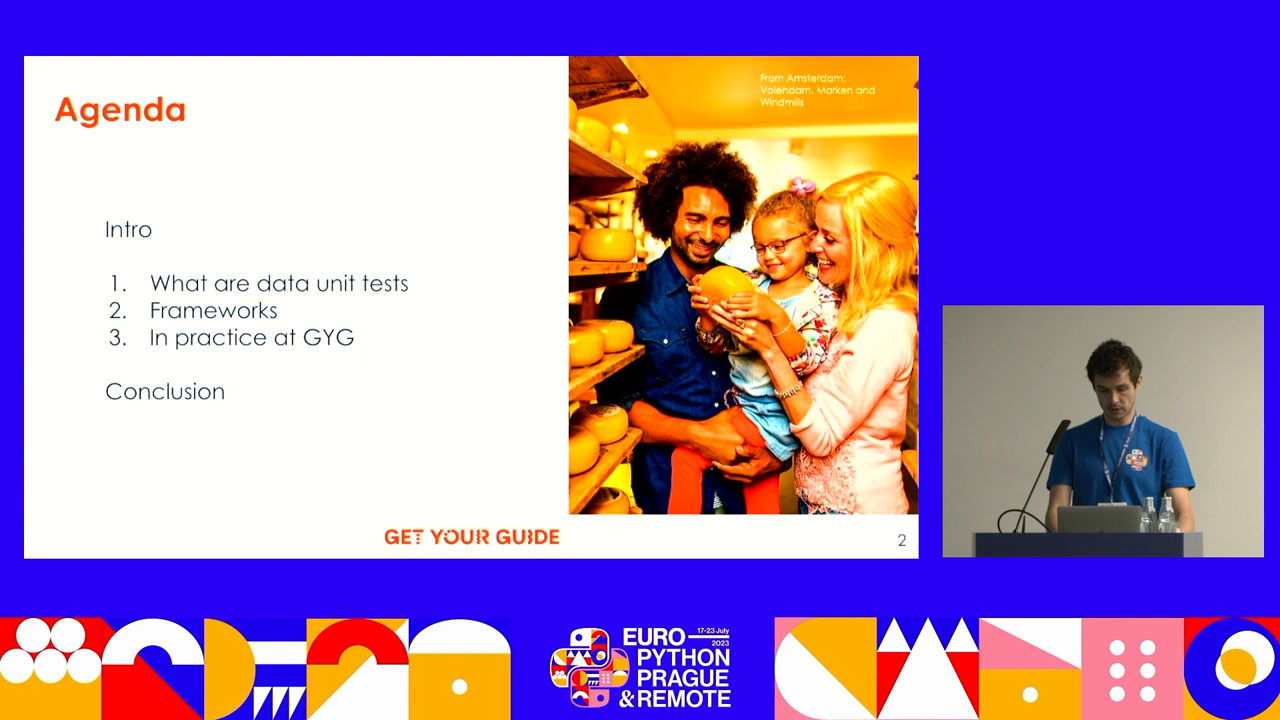 Agenda
From Amsterdam:
Volendam, Marken and
Windmills
Intro
1. What are data unit tests
2. Frameworks
3. In practice at GYG
Conclusion
GET YOUR GUIDE
2
EURO
17-23 July
2023
PYTHON
PRAGUE
& REMOTE